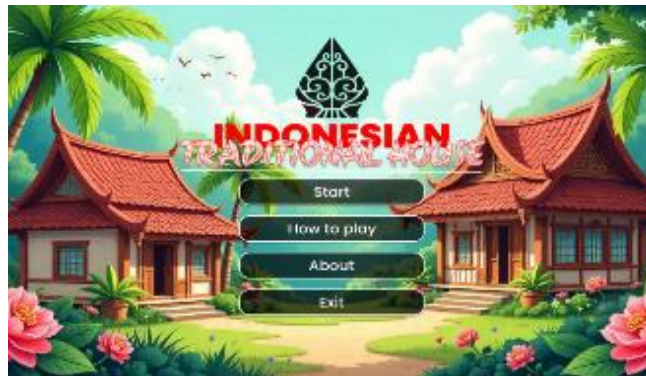 INDONESIAN
TRADITIONAL HOUSE
Start
How to play
About
Exit